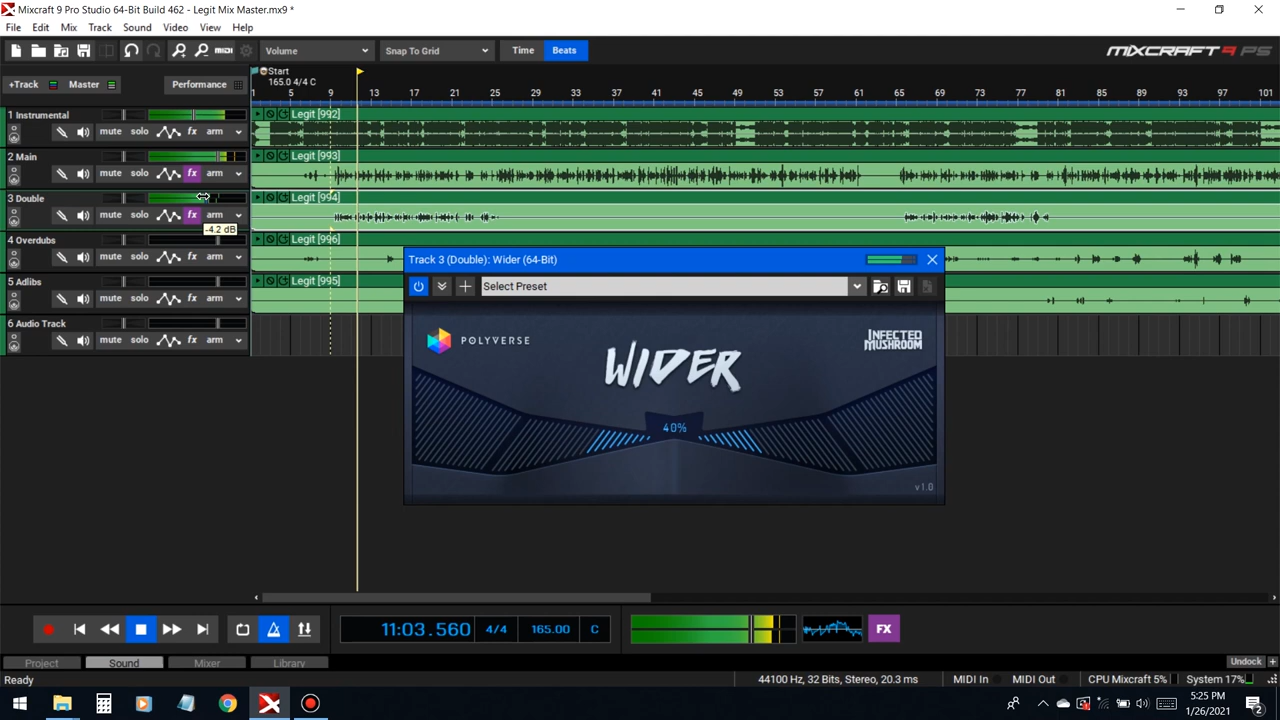 Mixcraft 9 Pro Studio 64-Bit Build 462 - Legit Mix Master.mx9 *
File Edit Mix Track Sound Video View Help
MIDI Volume Snap To Grid Time Beats MIXCRAFT 9 PS
+Track Master Performance
Start
165.0 4/4 C
1 5 9 13 17 21 25 29 33 37 41 45 49 53 57 61 65 69 73 77 81 85 89 93 97 101
1 Instrumental Legit [992]
mute solo fx arm
2 Main Legit [993]
mute solo fx arm
3 Double Legit [994]
mute solo fx arm
-4.2 dB
4 Overdubs Legit [996]
mute solo fx arm
5 Adlibs Legit [995]
mute solo fx arm
6 Audio Track
mute solo fx arm
Track 3 (Double): Wider (64-Bit)
Select Preset
POLYVERSE
WIDER
INFECTED
MUSHROOM
40%
v1.0
11:03.560 4/4 165.00 C FX
Project Sound Mixer Library Undock +
Ready 44100 Hz, 32 Bits, Stereo, 20.3 ms MIDI In MIDI Out CPU Mixcraft 5% System 17%
5:25 PM
1/26/2021
2